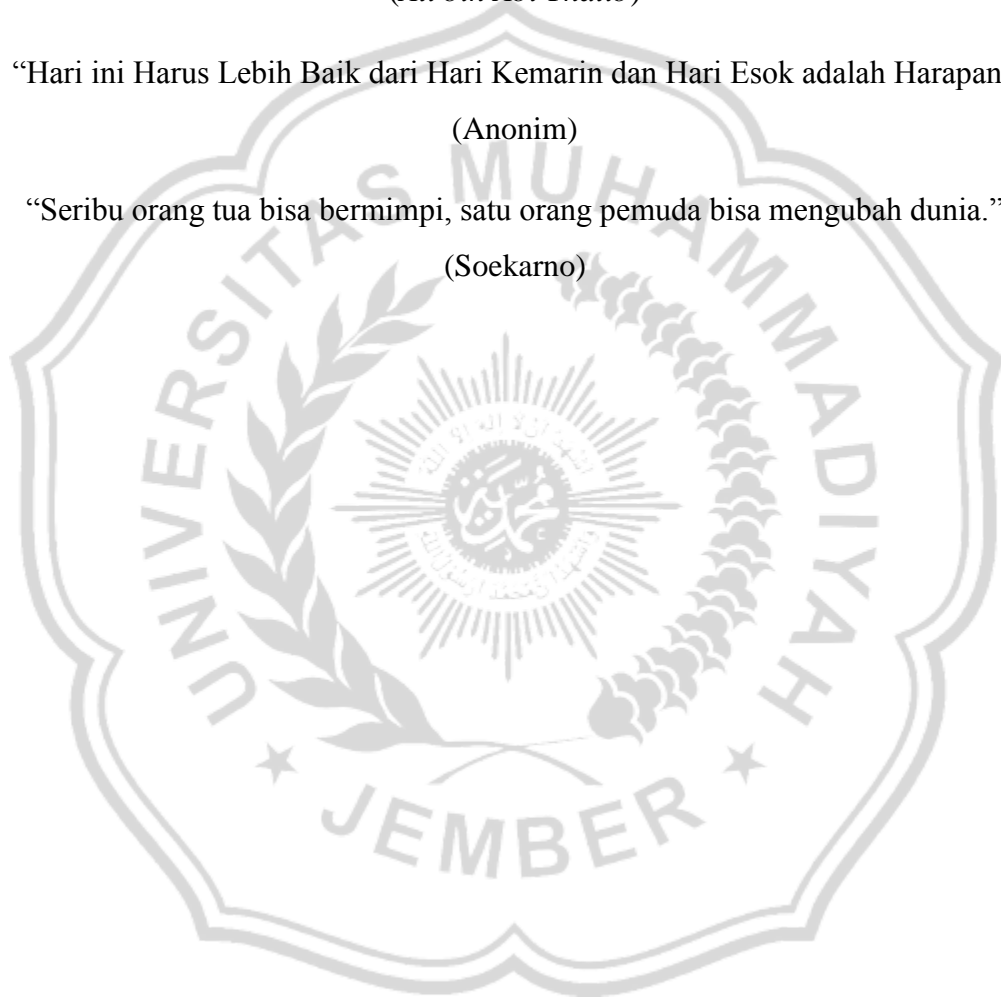 “Hari ini Harus Lebih Baik dari Hari Kemarin dan Hari Esok adalah Harapan
(Anonim)
“Seribu orang tua bisa bermimpi, satu orang pemuda bisa mengubah dunia.”
(Soekarno)
UNIVERSITAS MUHAMMADIYAH
JEMBER